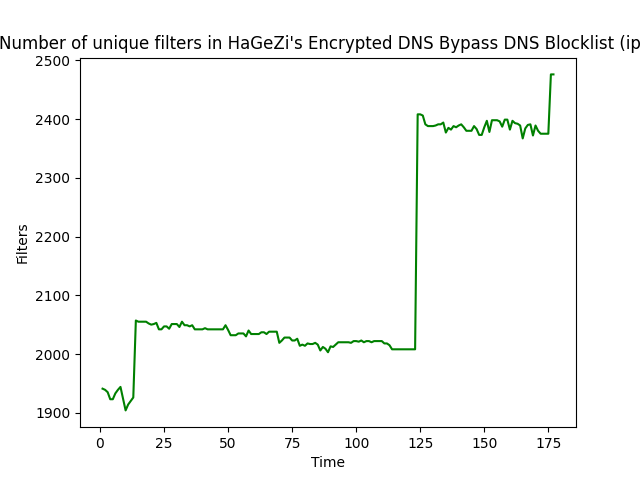 Number of unique filters in HaGeZi's Encrypted DNS Bypass DNS Blocklist (ip
2500
2400
2300
2200
2100
2000
1900
Filters
0 25 50 75 100 125 150 175
Time